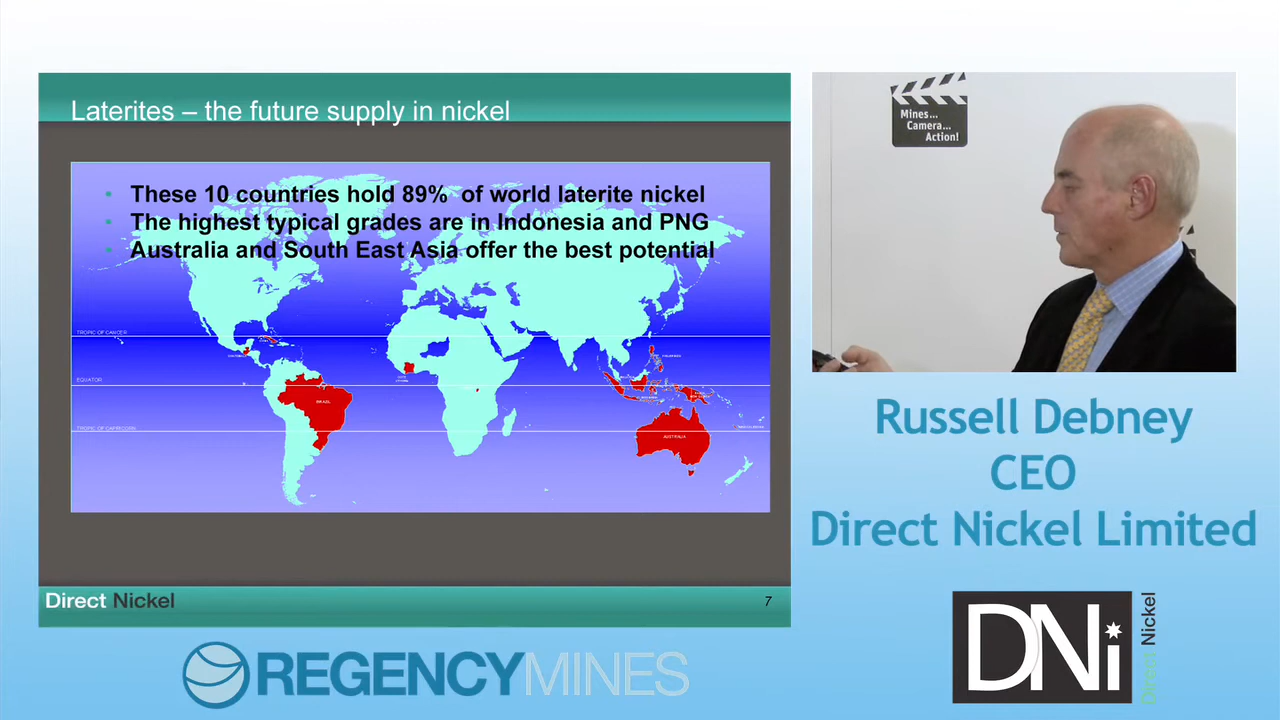 Laterites – the future supply in nickel
These 10 countries hold 89% of world laterite nickel
The highest typical grades are in Indonesia and PNG
Australia and South East Asia offer the best potential
TROPIC OF CANCER
EQUATOR
BRAZIL
TROPIC OF CAPRICORN
AUSTRALIA
Direct Nickel
7
Mines...
Camera...
Action!
Russell Debney
CEO
Direct Nickel Limited
REGENCY MINES
DNi
Direct Nickel